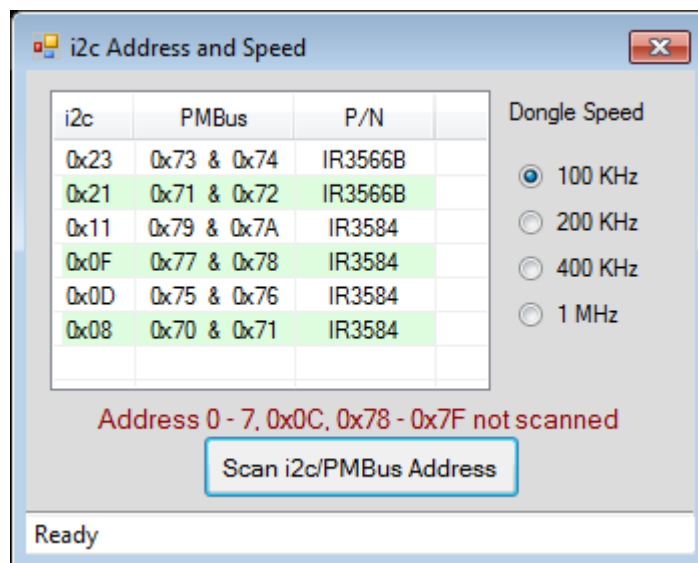 i2c Address and Speed
i2c PMBus P/N
0x23 0x73 & 0x74 IR3566B
0x21 0x71 & 0x72 IR3566B
0x11 0x79 & 0x7A IR3584
0x0F 0x77 & 0x78 IR3584
0x0D 0x75 & 0x76 IR3584
0x08 0x70 & 0x71 IR3584
Dongle Speed
100 KHz
200 KHz
400 KHz
1 MHz
Address 0 - 7, 0x0C, 0x78 - 0x7F not scanned
Scan i2c/PMBus Address
Ready